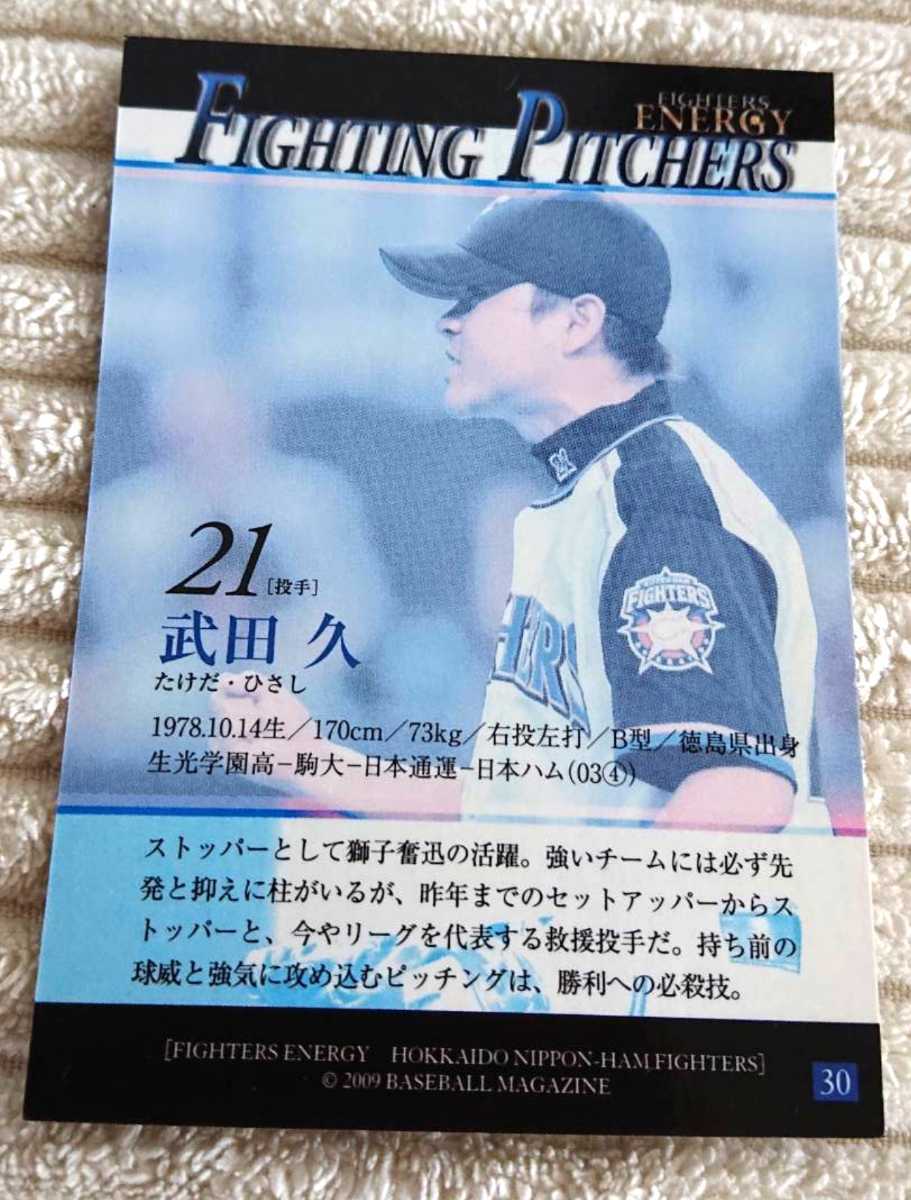 FIGHTERS
ENERGY
FIGHTING PITCHERS
FIGHTERS
21[投手]
武田 久
たけだ・ひさし
1978.10.14生／170cm／73kg／右投左打／B型／徳島県出身
生光学園高−駒大−日本通運−日本ハム(03④)
ストッパーとして獅子奮迅の活躍。強いチームには必ず先
発と抑えに柱がいるが、昨年までのセットアッパーからス
トッパーと、今やリーグを代表する救援投手だ。持ち前の
球威と強気に攻め込むピッチングは、勝利への必殺技。
[FIGHTERS ENERGY　HOKKAIDO NIPPON-HAM FIGHTERS]
© 2009 BASEBALL MAGAZINE
30